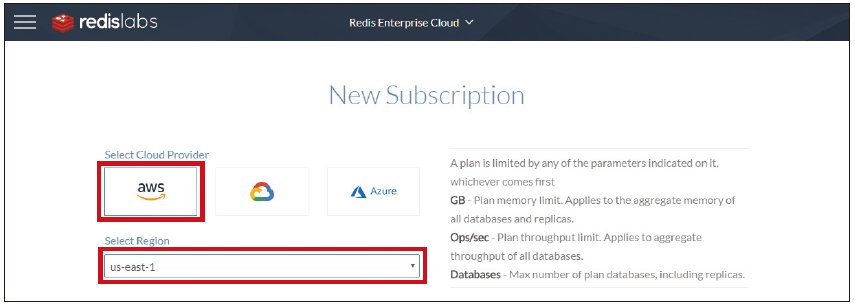 redislabs
Redis Enterprise Cloud
New Subscription
Select Cloud Provider
aws
Azure
Select Region
us-east-1
A plan is limited by any of the parameters indicated on it,
whichever comes first
GB - Plan memory limit. Applies to the aggregate memory of
all databases and replicas.
Ops/sec - Plan throughput limit. Applies to aggregate
throughput of all databases.
Databases - Max number of plan databases, including replicas.